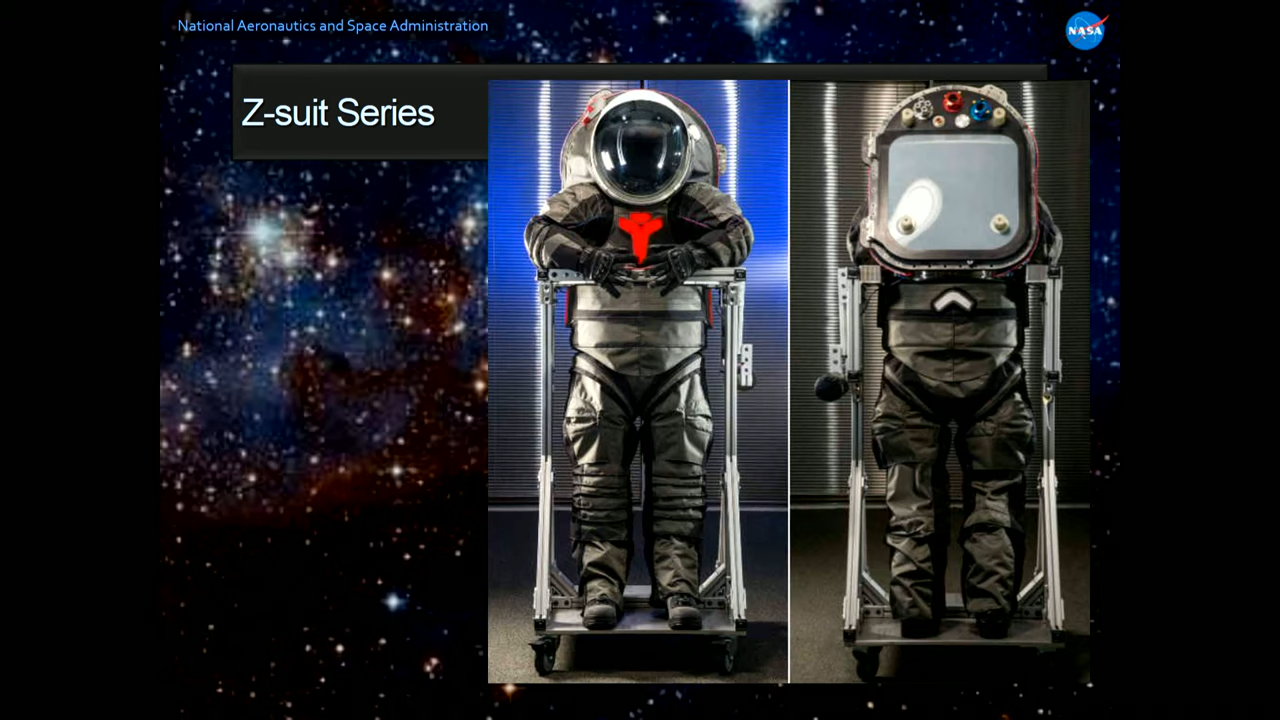 National Aeronautics and Space Administration
NASA
Z-suit Series